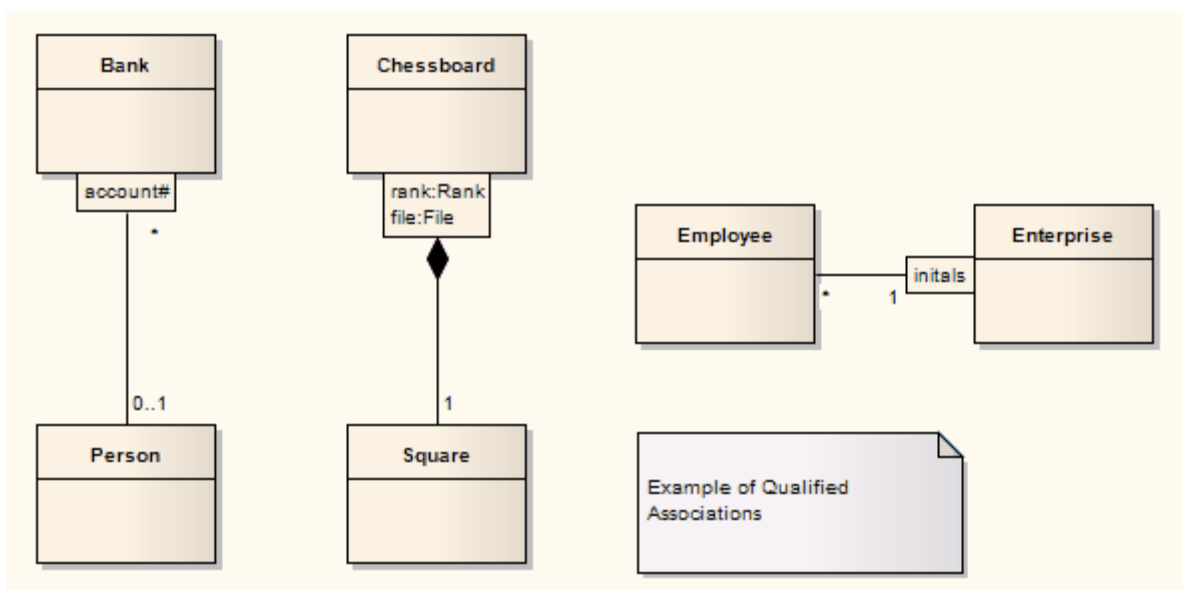 Bank
account#
*
0..1
Person
Chessboard
rank:Rank
file:File
1
Square
Employee
*
1
initals
Enterprise
Example of Qualified
Associations